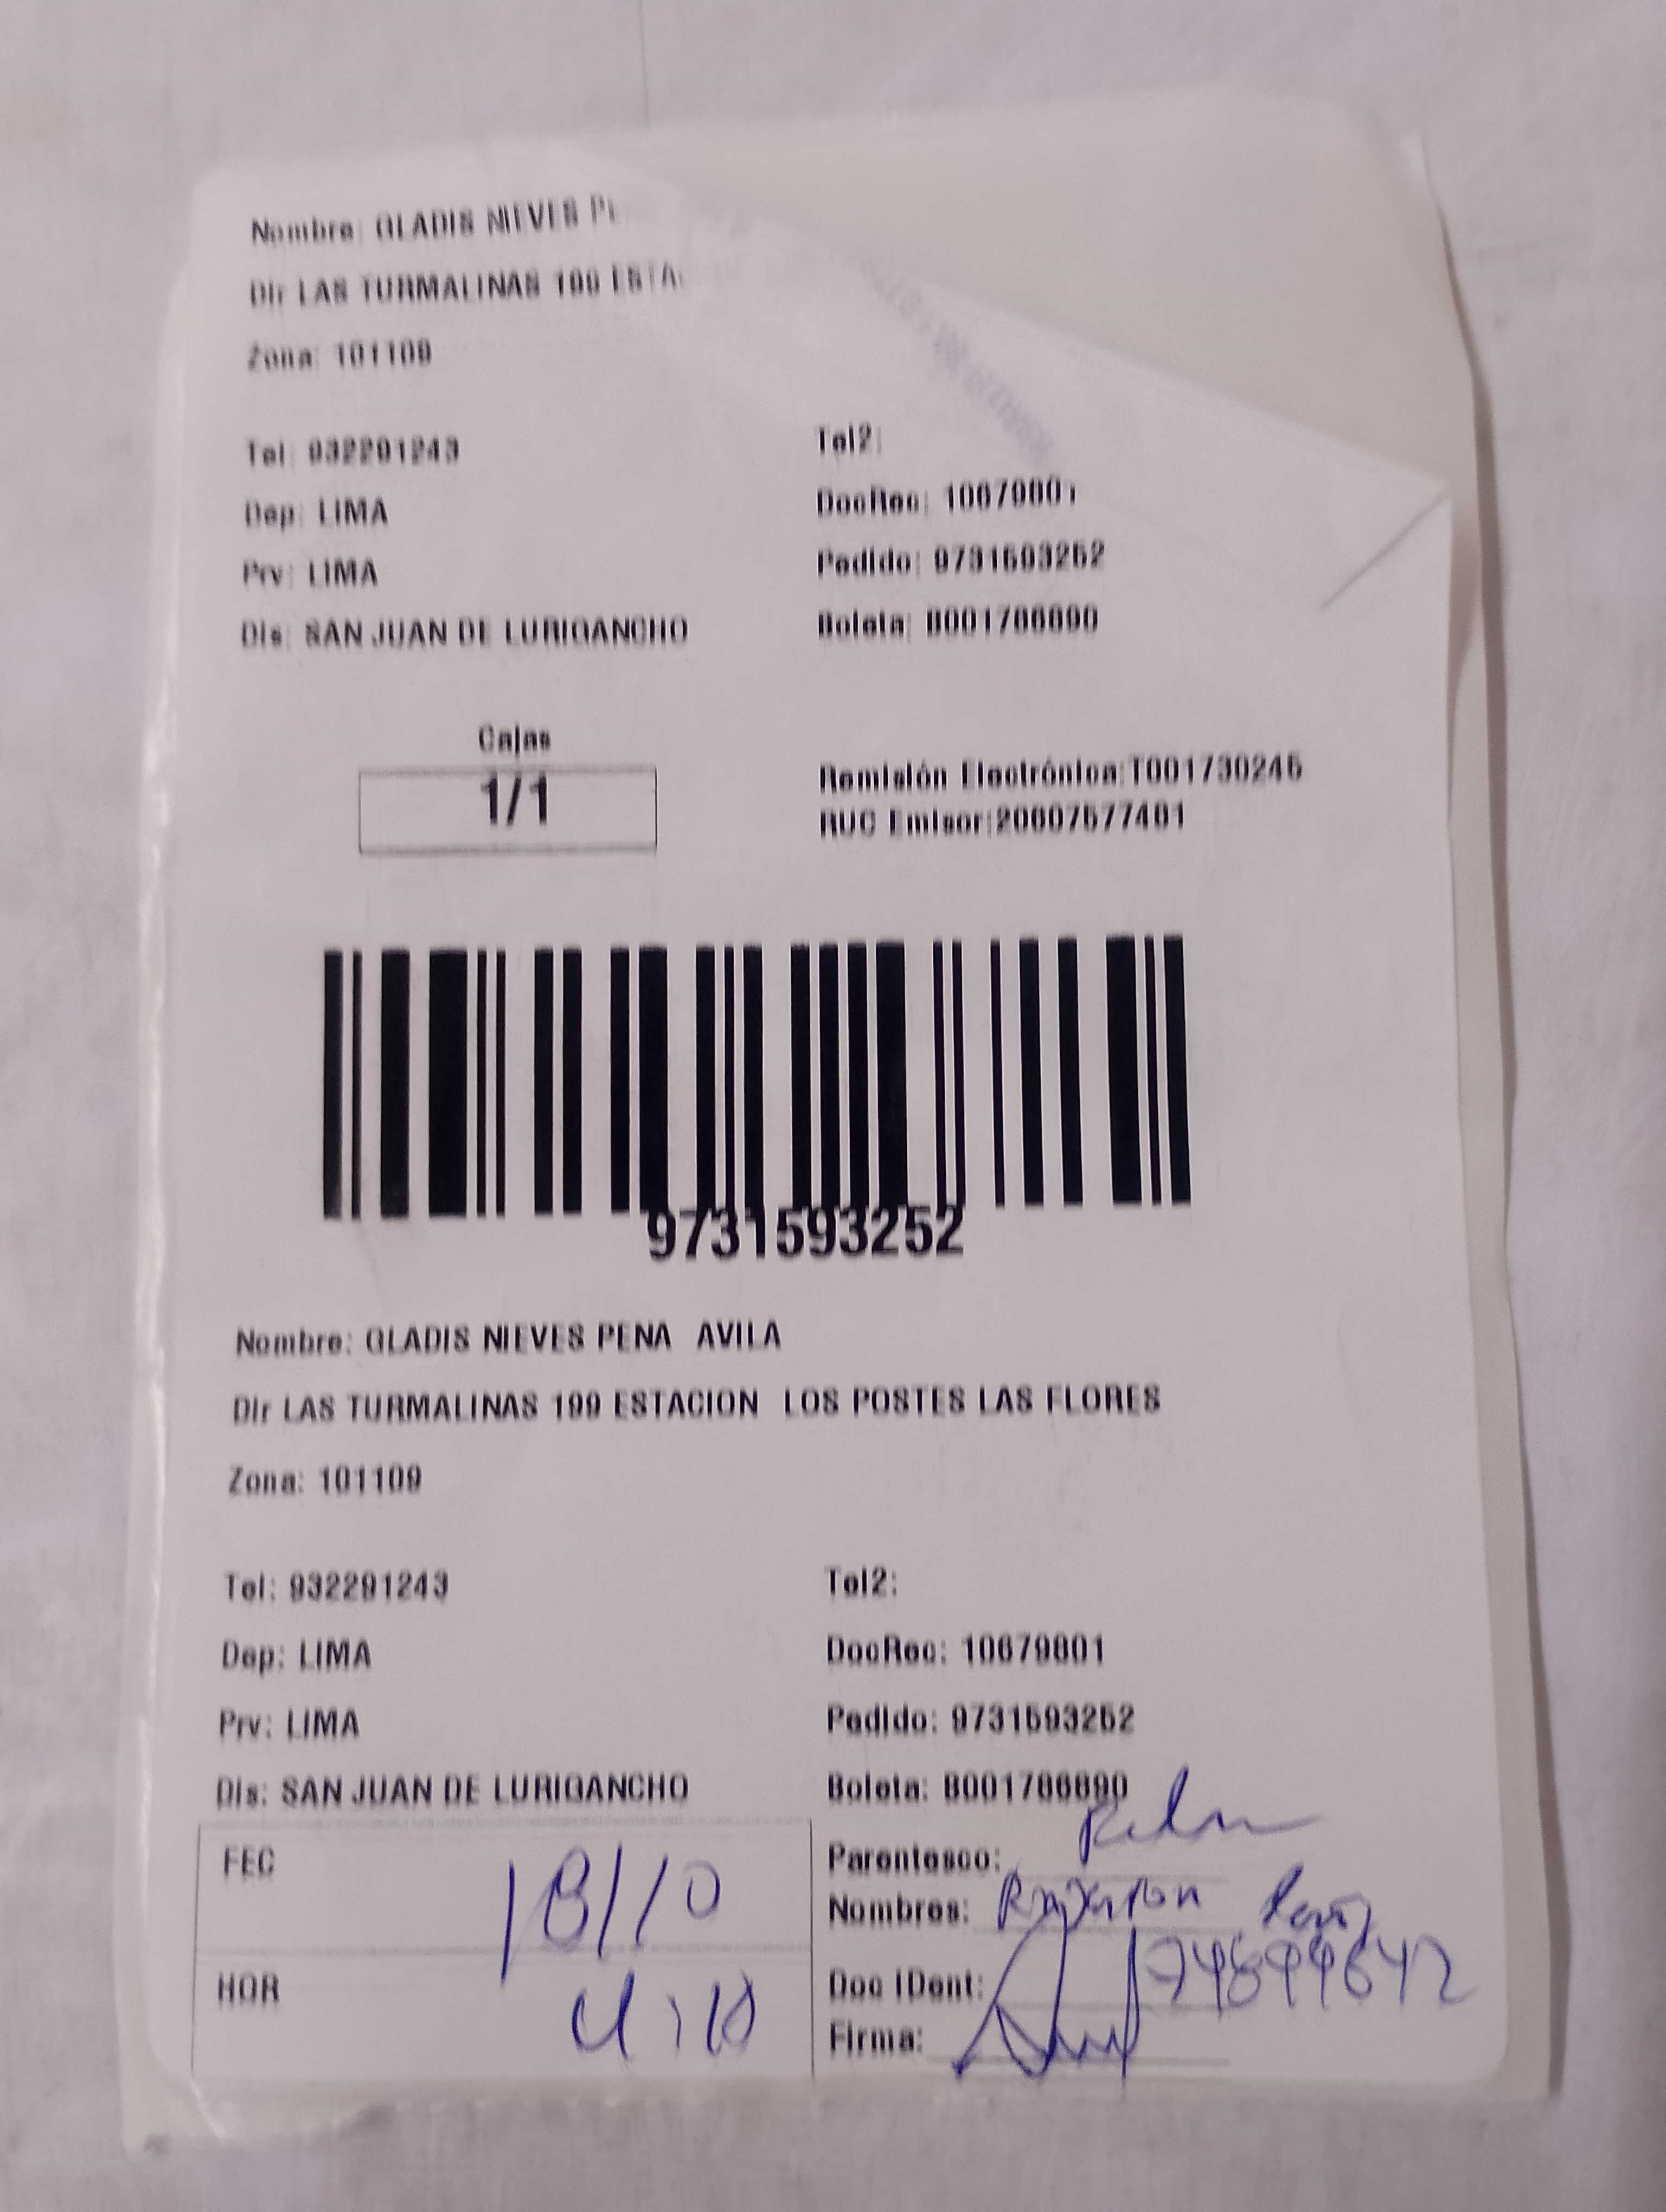 Nombre: GLADIS NIEVES PE
Dir LAS TURMALINAS 199 ESTA
Zona: 101109
Tel: 932291243 Tel2:
Dep: LIMA DocRec: 10679801
Prv: LIMA Pedido: 9731593252
Dis: SAN JUAN DE LURIGANCHO Boleta: B001786890
Cajas
1/1
Remisión Electrónica:T001730245
RUC Emisor:20607577481
9731593252
Nombre: GLADIS NIEVES PENA AVILA
Dir LAS TURMALINAS 199 ESTACION LOS POSTES LAS FLORES
Zona: 101109
Tel: 932291243 Tel2:
Dep: LIMA DocRec: 10679801
Prv: LIMA Pedido: 9731593252
Dis: SAN JUAN DE LURIGANCHO Boleta: B001786890
FEC 18/10 Parentesco:
Nombres:
HOR Doc IDent: 74899642
Firma: